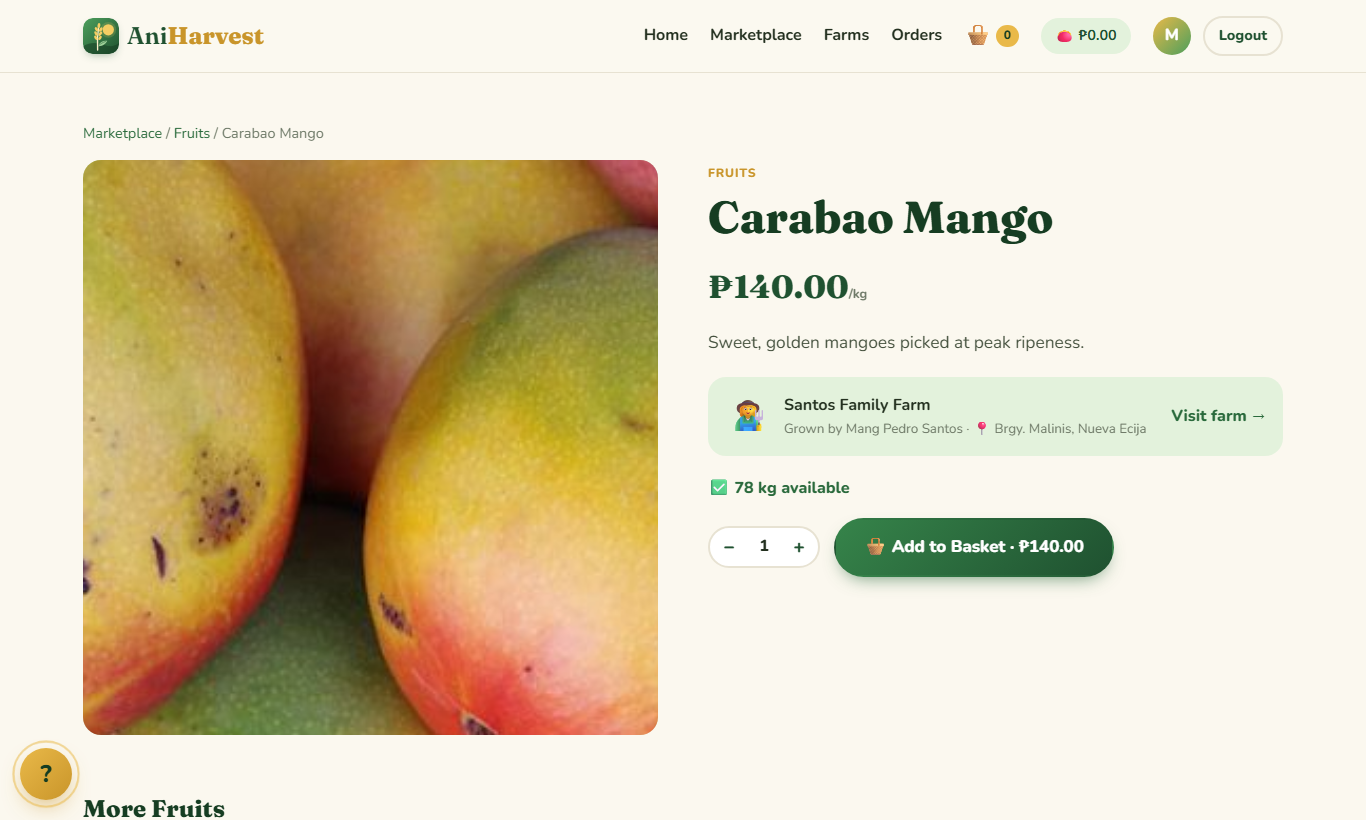 AniHarvest
Home Marketplace Farms Orders 0 ₱0.00 M Logout
Marketplace / Fruits / Carabao Mango
FRUITS
Carabao Mango
₱140.00/kg
Sweet, golden mangoes picked at peak ripeness.
Santos Family Farm
Grown by Mang Pedro Santos · 📍 Brgy. Malinis, Nueva Ecija
Visit farm →
✅ 78 kg available
− 1 +
Add to Basket · ₱140.00
?
More Fruits